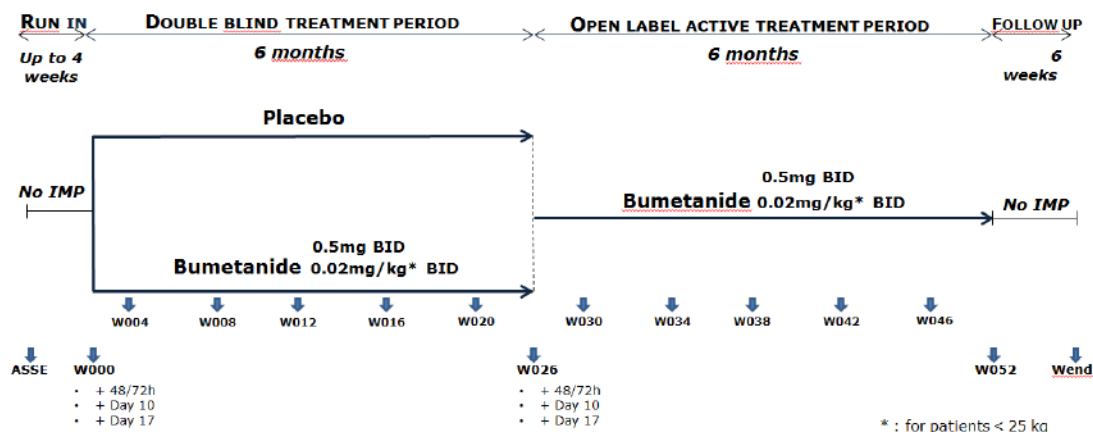 RUN IN
DOUBLE BLIND TREATMENT PERIOD
OPEN LABEL ACTIVE TREATMENT PERIOD
FOLLOW UP
Up to 4
weeks
6 months
6 months
6
weeks
Placebo
No IMP
0.5mg BID
Bumetanide 0.02mg/kg* BID
0.5mg BID
Bumetanide 0.02mg/kg* BID
No IMP
W004
W008
W012
W016
W020
W030
W034
W038
W042
W046
ASSE
W000
W026
W052
Wend
• + 48/72h
• + Day 10
• + Day 17
• + 48/72h
• + Day 10
• + Day 17
* : for patients < 25 kg